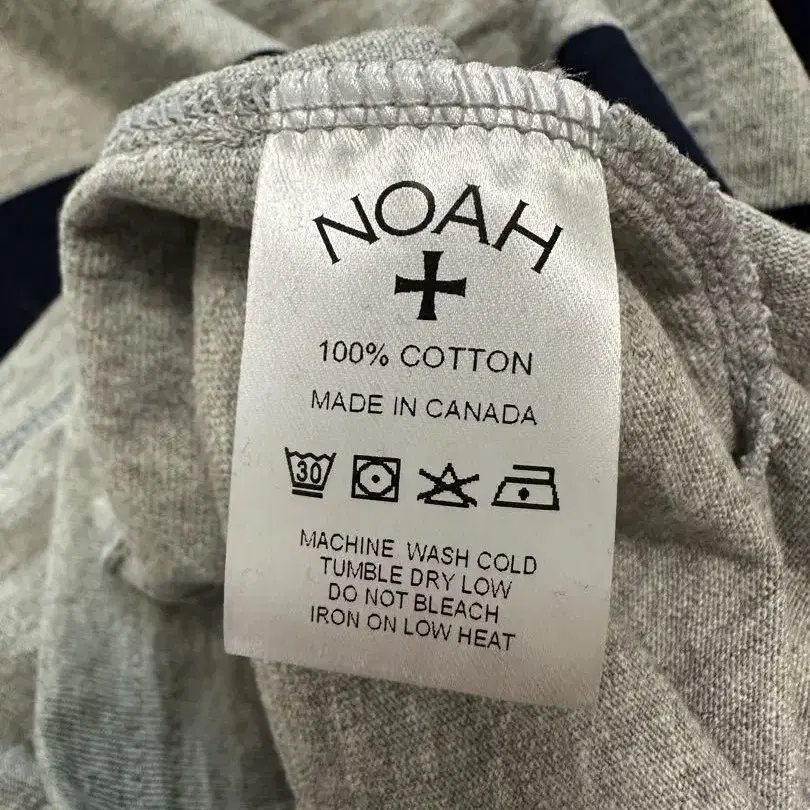 NOAH
100% COTTON
MADE IN CANADA
30
MACHINE WASH COLD
TUMBLE DRY LOW
DO NOT BLEACH
IRON ON LOW HEAT